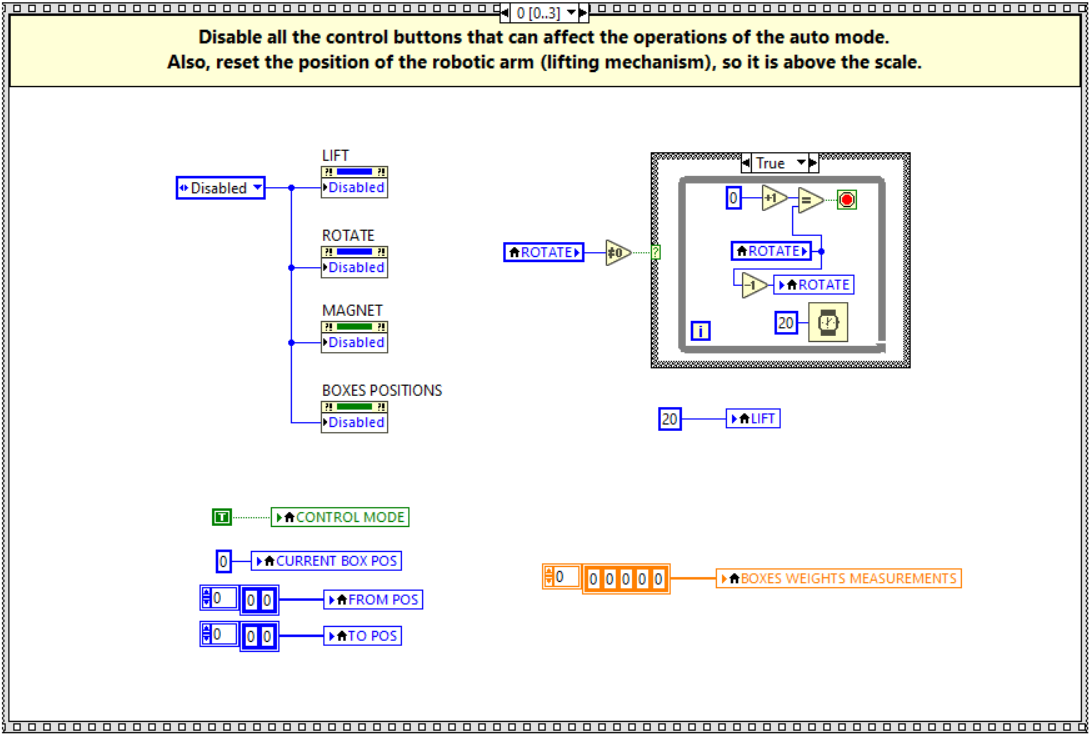 0 [0..3]
Disable all the control buttons that can affect the operations of the auto mode.
Also, reset the position of the robotic arm (lifting mechanism), so it is above the scale.
Disabled
LIFT
?! ?!
Disabled
ROTATE
?! ?!
Disabled
MAGNET
?! ?!
Disabled
BOXES POSITIONS
?! ?!
Disabled
ROTATE
≠0
?
True
0
+1
=
ROTATE
-1
ROTATE
i
20
20
LIFT
T
CONTROL MODE
0
CURRENT BOX POS
0
0 0
FROM POS
0
0 0
TO POS
0
0 0 0 0 0
BOXES WEIGHTS MEASUREMENTS